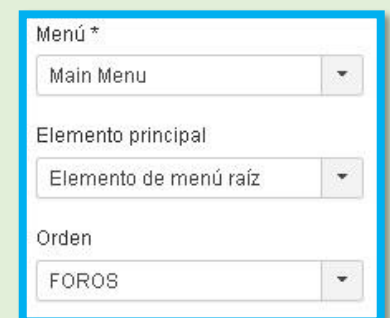 Menú *
Main Menu
Elemento principal
Elemento de menú raíz
Orden
FOROS